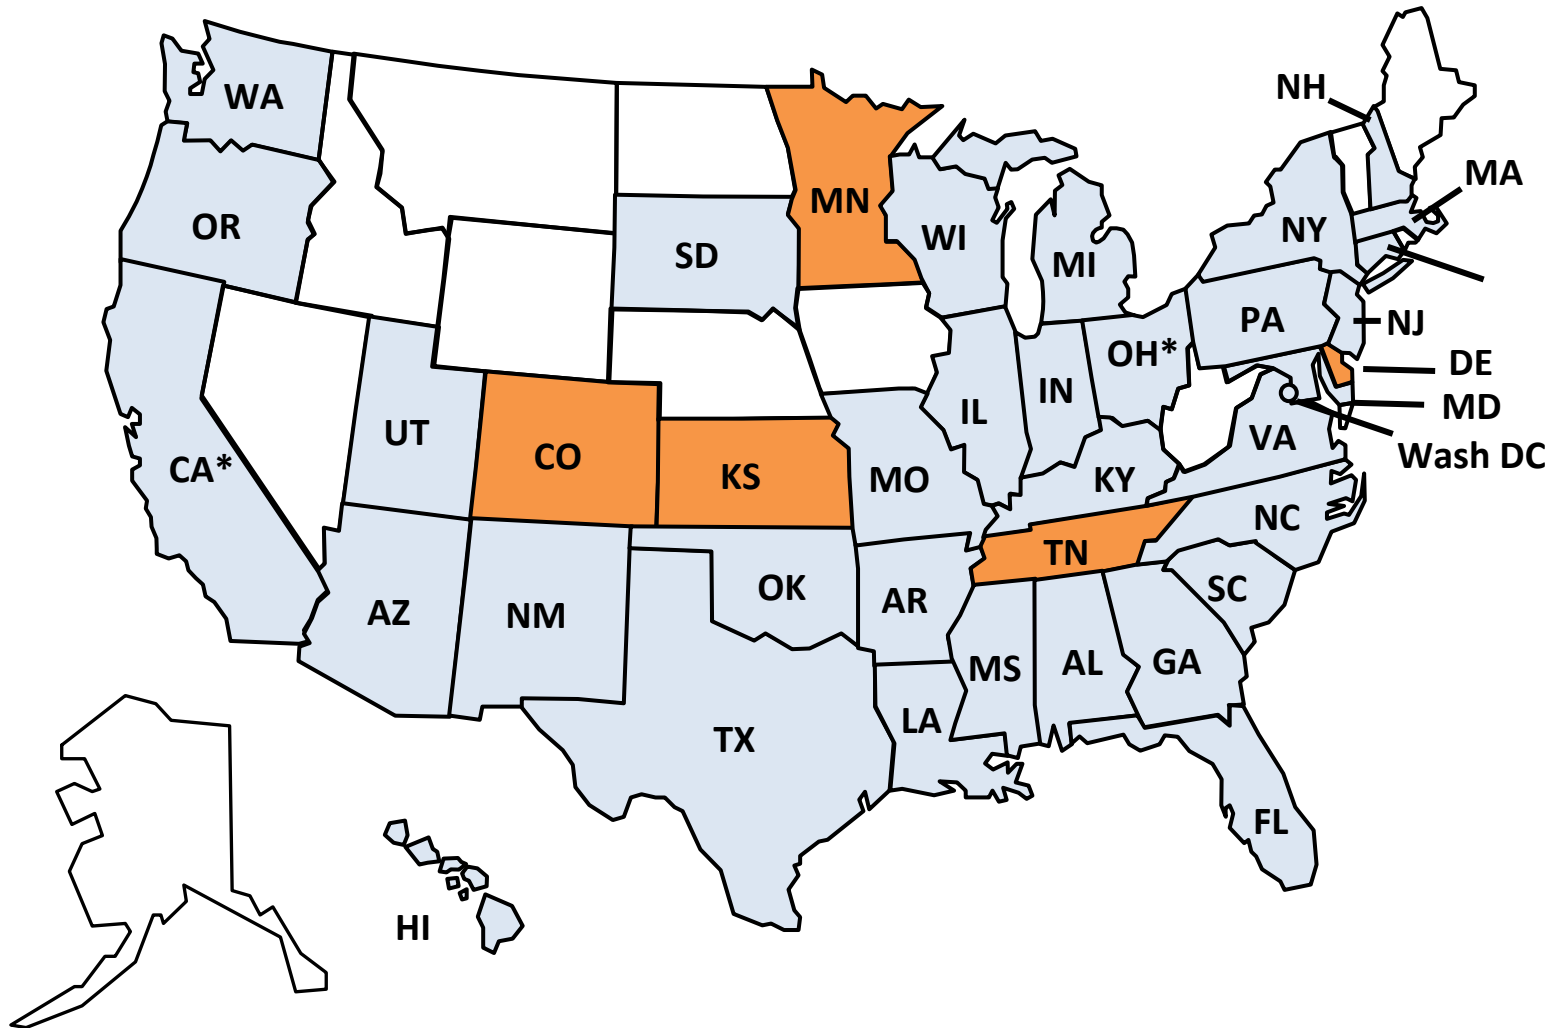 WA
NH
MA
OR
MN
NY
WI
SD
MI
PA
NJ
OH*
DE
IN
MD
IL
UT
VA
CO
Wash DC
CA*
KS
MO
KY
NC
TN
OK
SC
AR
AZ
NM
GA
AL
MS
LA
TX
FL
HI